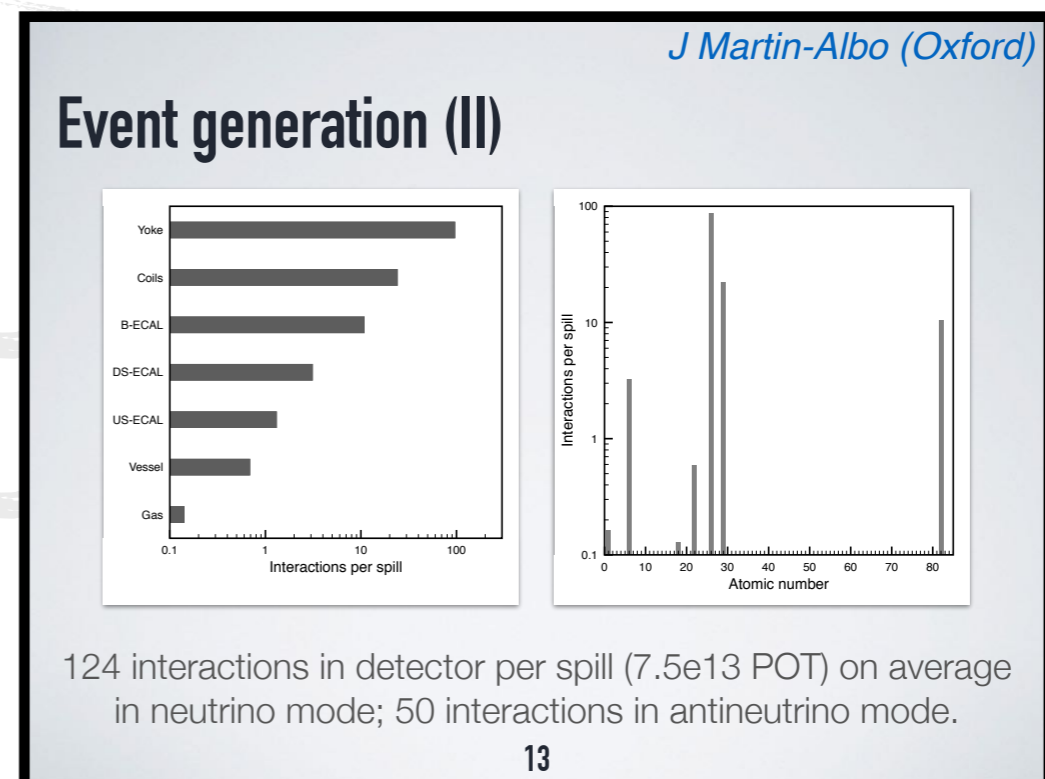 J Martin-Albo (Oxford)
Event generation (II)
Yoke
Coils
B-ECAL
DS-ECAL
US-ECAL
Vessel
Gas
0.1 1 10 100
Interactions per spill
100
10
1
0.1
Interactions per spill
0 10 20 30 40 50 60 70 80
Atomic number
124 interactions in detector per spill (7.5e13 POT) on average
in neutrino mode; 50 interactions in antineutrino mode.
13